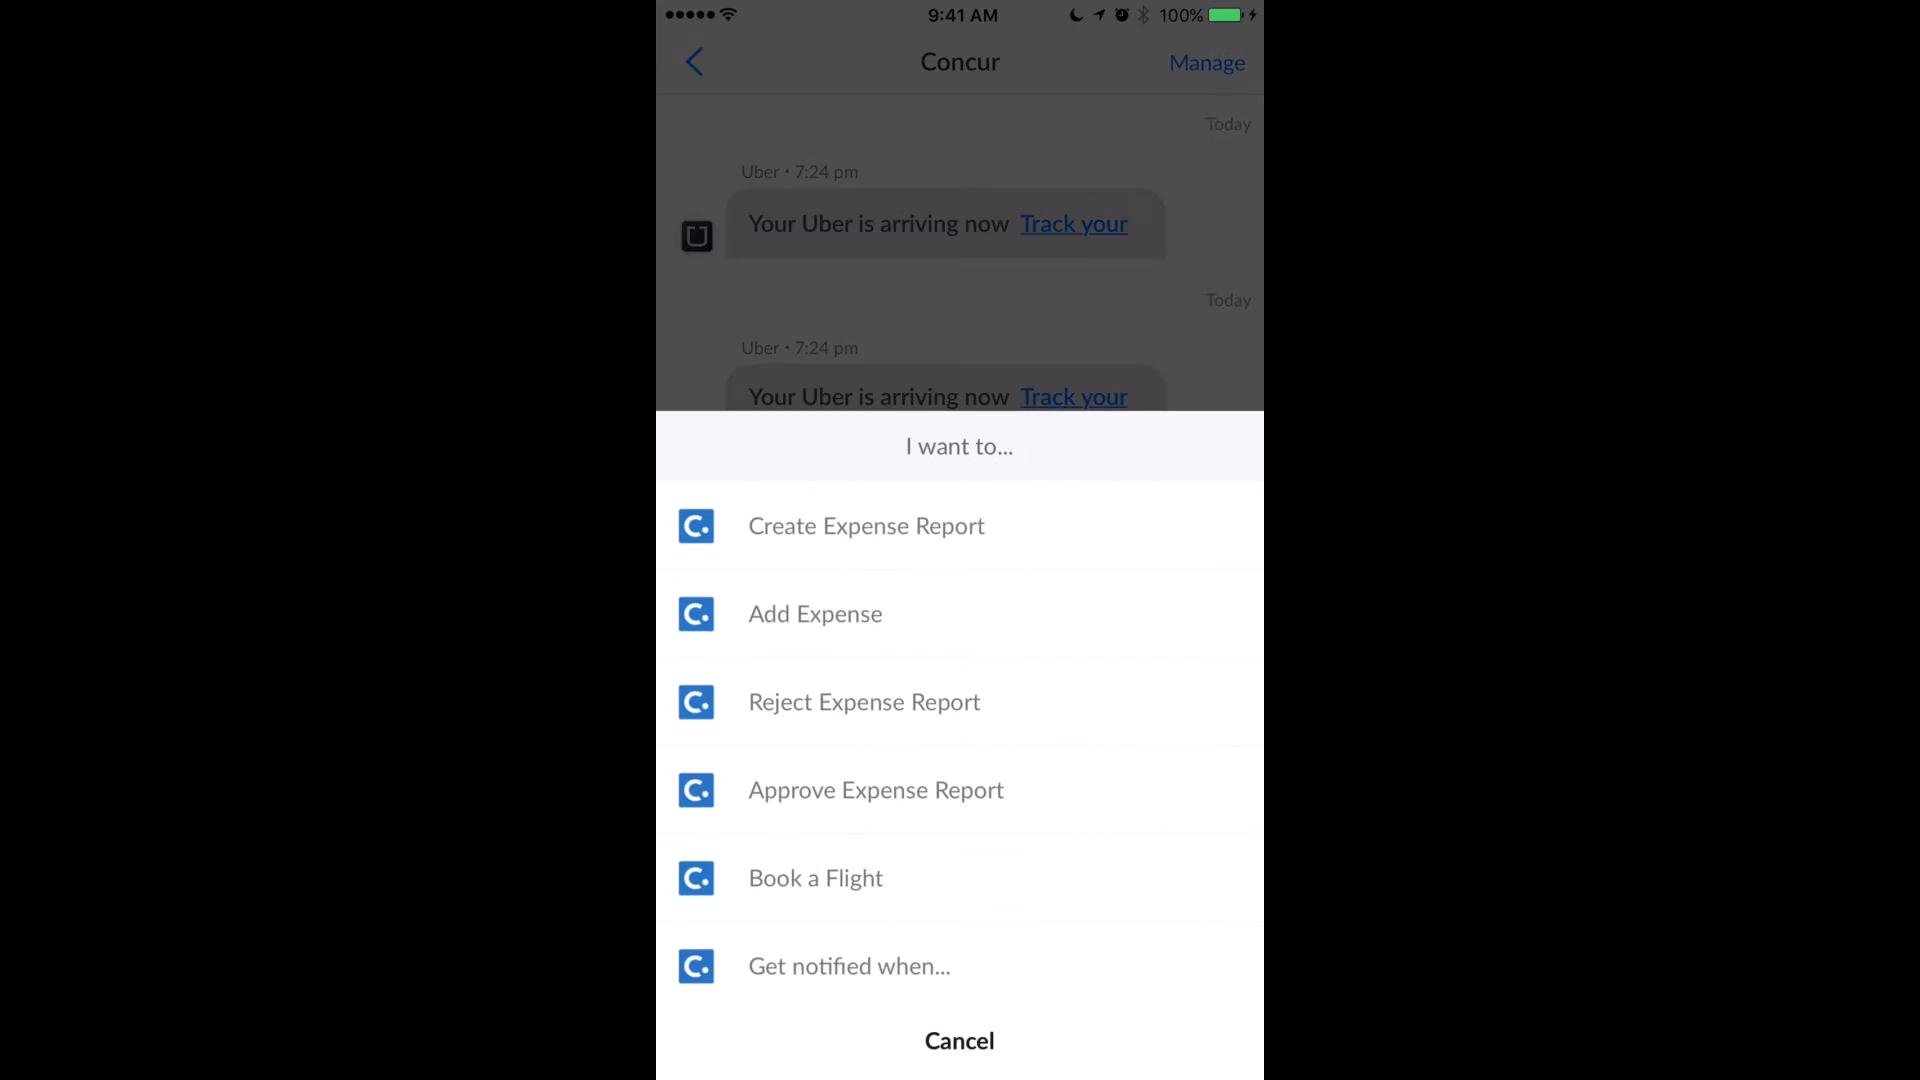 9:41 AM
100%
Concur
Manage
Today
Uber • 7:24 pm
Your Uber is arriving now Track your
Today
Uber • 7:24 pm
Your Uber is arriving now Track your
I want to...
Create Expense Report
Add Expense
Reject Expense Report
Approve Expense Report
Book a Flight
Get notified when...
Cancel